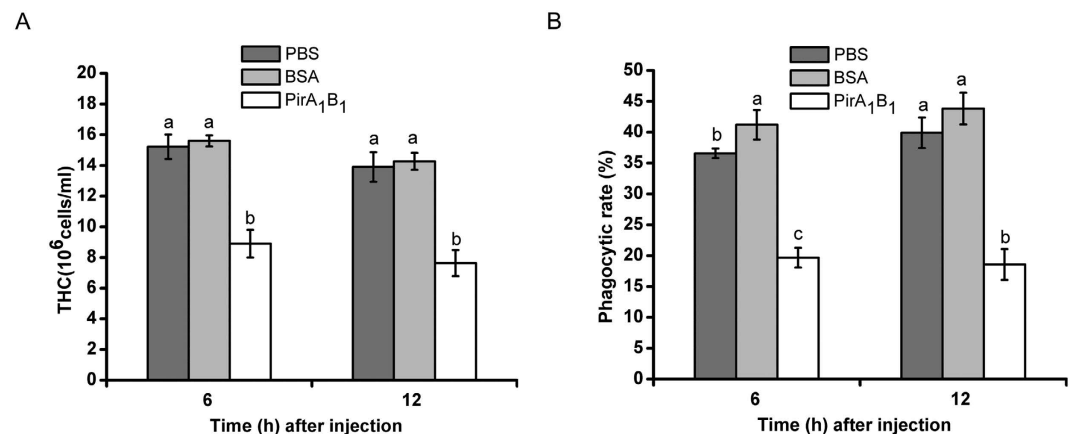 A
PBS
BSA
PirA₁B₁
THC(10⁶cells/ml)
20
18
16
14
12
10
8
6
4
2
0
a
a
b
a
a
b
6
12
Time (h) after injection
B
PBS
BSA
PirA₁B₁
Phagocytic rate (%)
50
45
40
35
30
25
20
15
10
5
0
b
a
c
a
a
b
6
12
Time (h) after injection